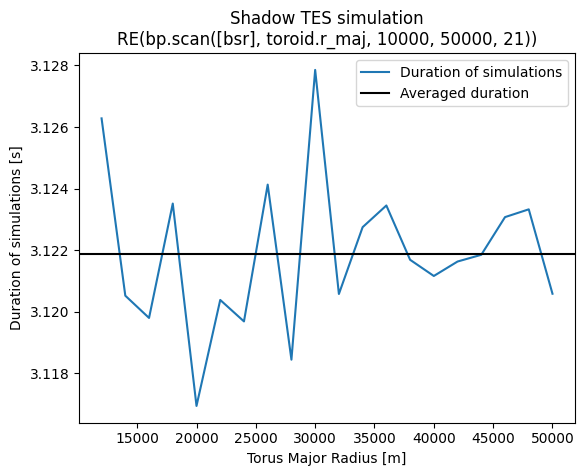 Shadow TES simulation
RE(bp.scan([bsr], toroid.r_maj, 10000, 50000, 21))
Duration of simulations
Averaged duration
Duration of simulations [s]
3.128
3.126
3.124
3.122
3.120
3.118
15000 20000 25000 30000 35000 40000 45000 50000
Torus Major Radius [m]